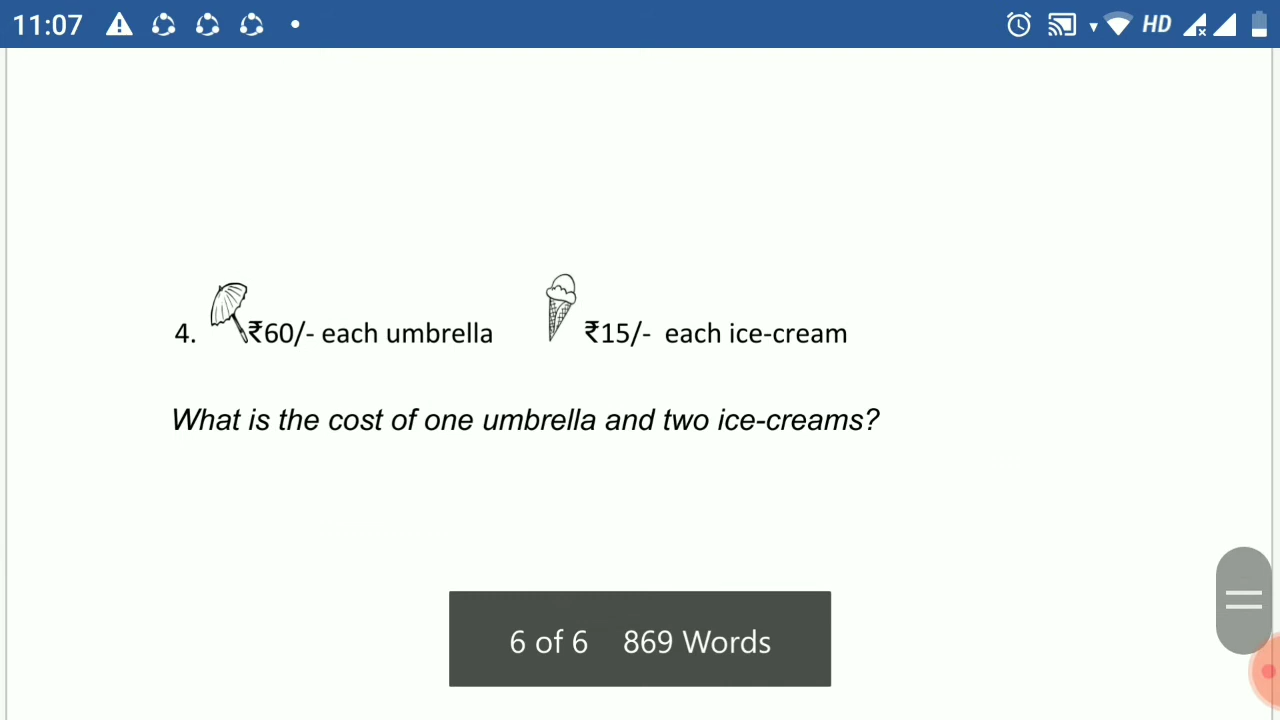 11:07 HD
4. ₹60/- each umbrella ₹15/- each ice-cream
What is the cost of one umbrella and two ice-creams?
6 of 6 869 Words